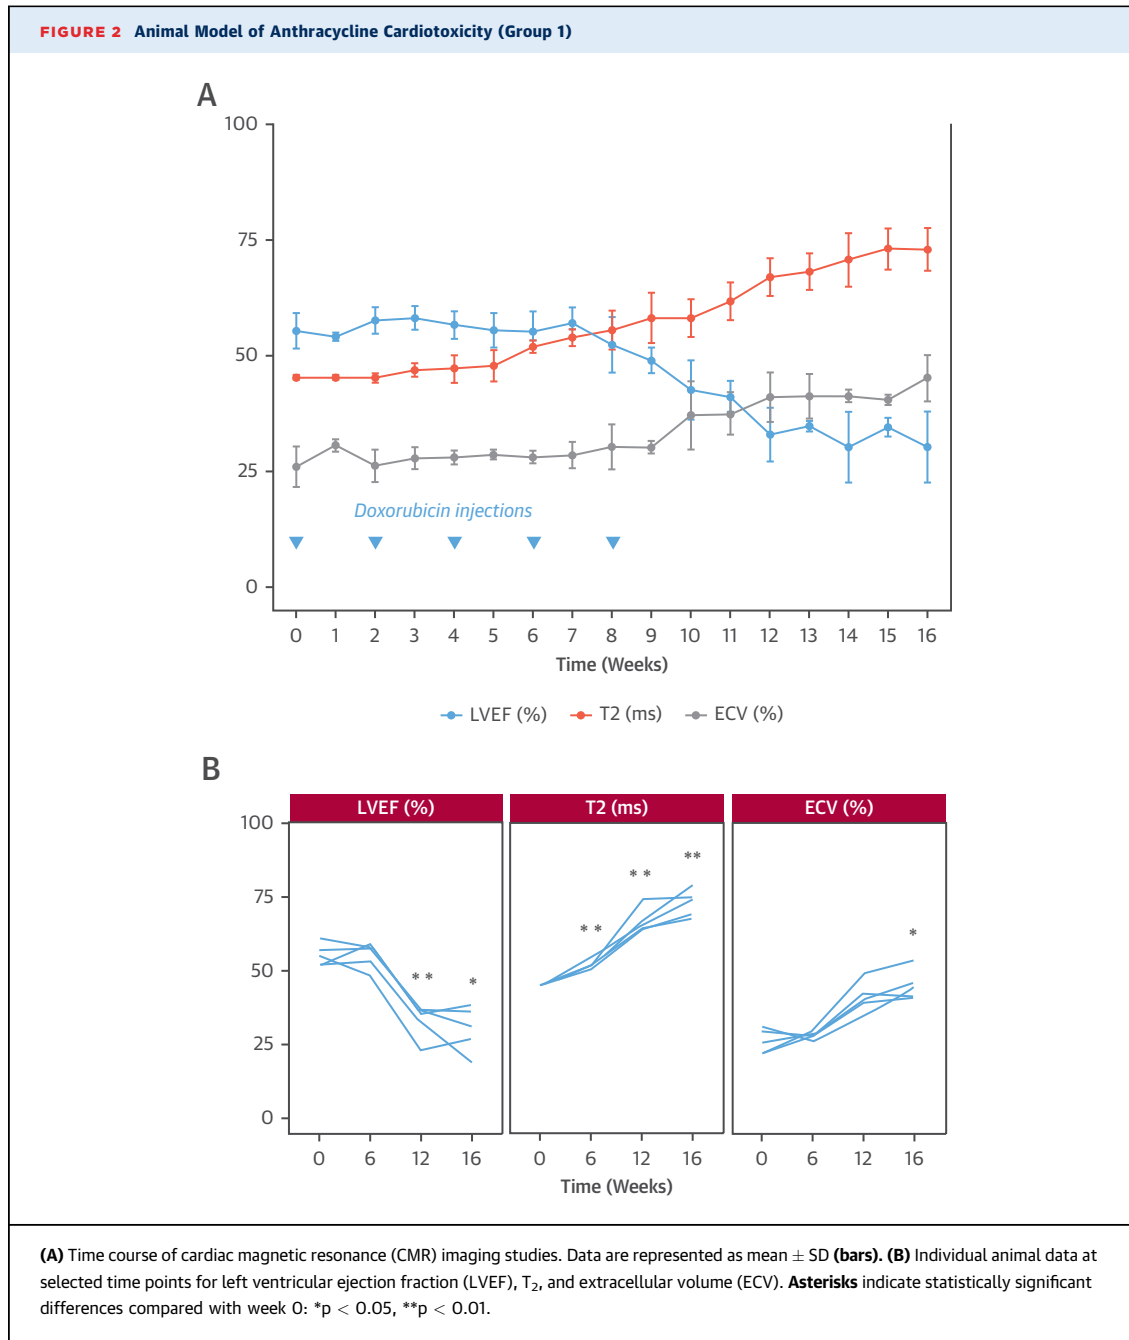 FIGURE 2 Animal Model of Anthracycline Cardiotoxicity (Group 1)
A
100
75
50
25
0
Doxorubicin injections
0 1 2 3 4 5 6 7 8 9 10 11 12 13 14 15 16
Time (Weeks)
LVEF (%) T2 (ms) ECV (%)
B
LVEF (%) T2 (ms) ECV (%)
100
75
50
25
0
** *
** ** **
*
0 6 12 16 0 6 12 16 0 6 12 16
Time (Weeks)
(A) Time course of cardiac magnetic resonance (CMR) imaging studies. Data are represented as mean ± SD (bars). (B) Individual animal data at
selected time points for left ventricular ejection fraction (LVEF), T₂, and extracellular volume (ECV). Asterisks indicate statistically significant
differences compared with week 0: *p < 0.05, **p < 0.01.